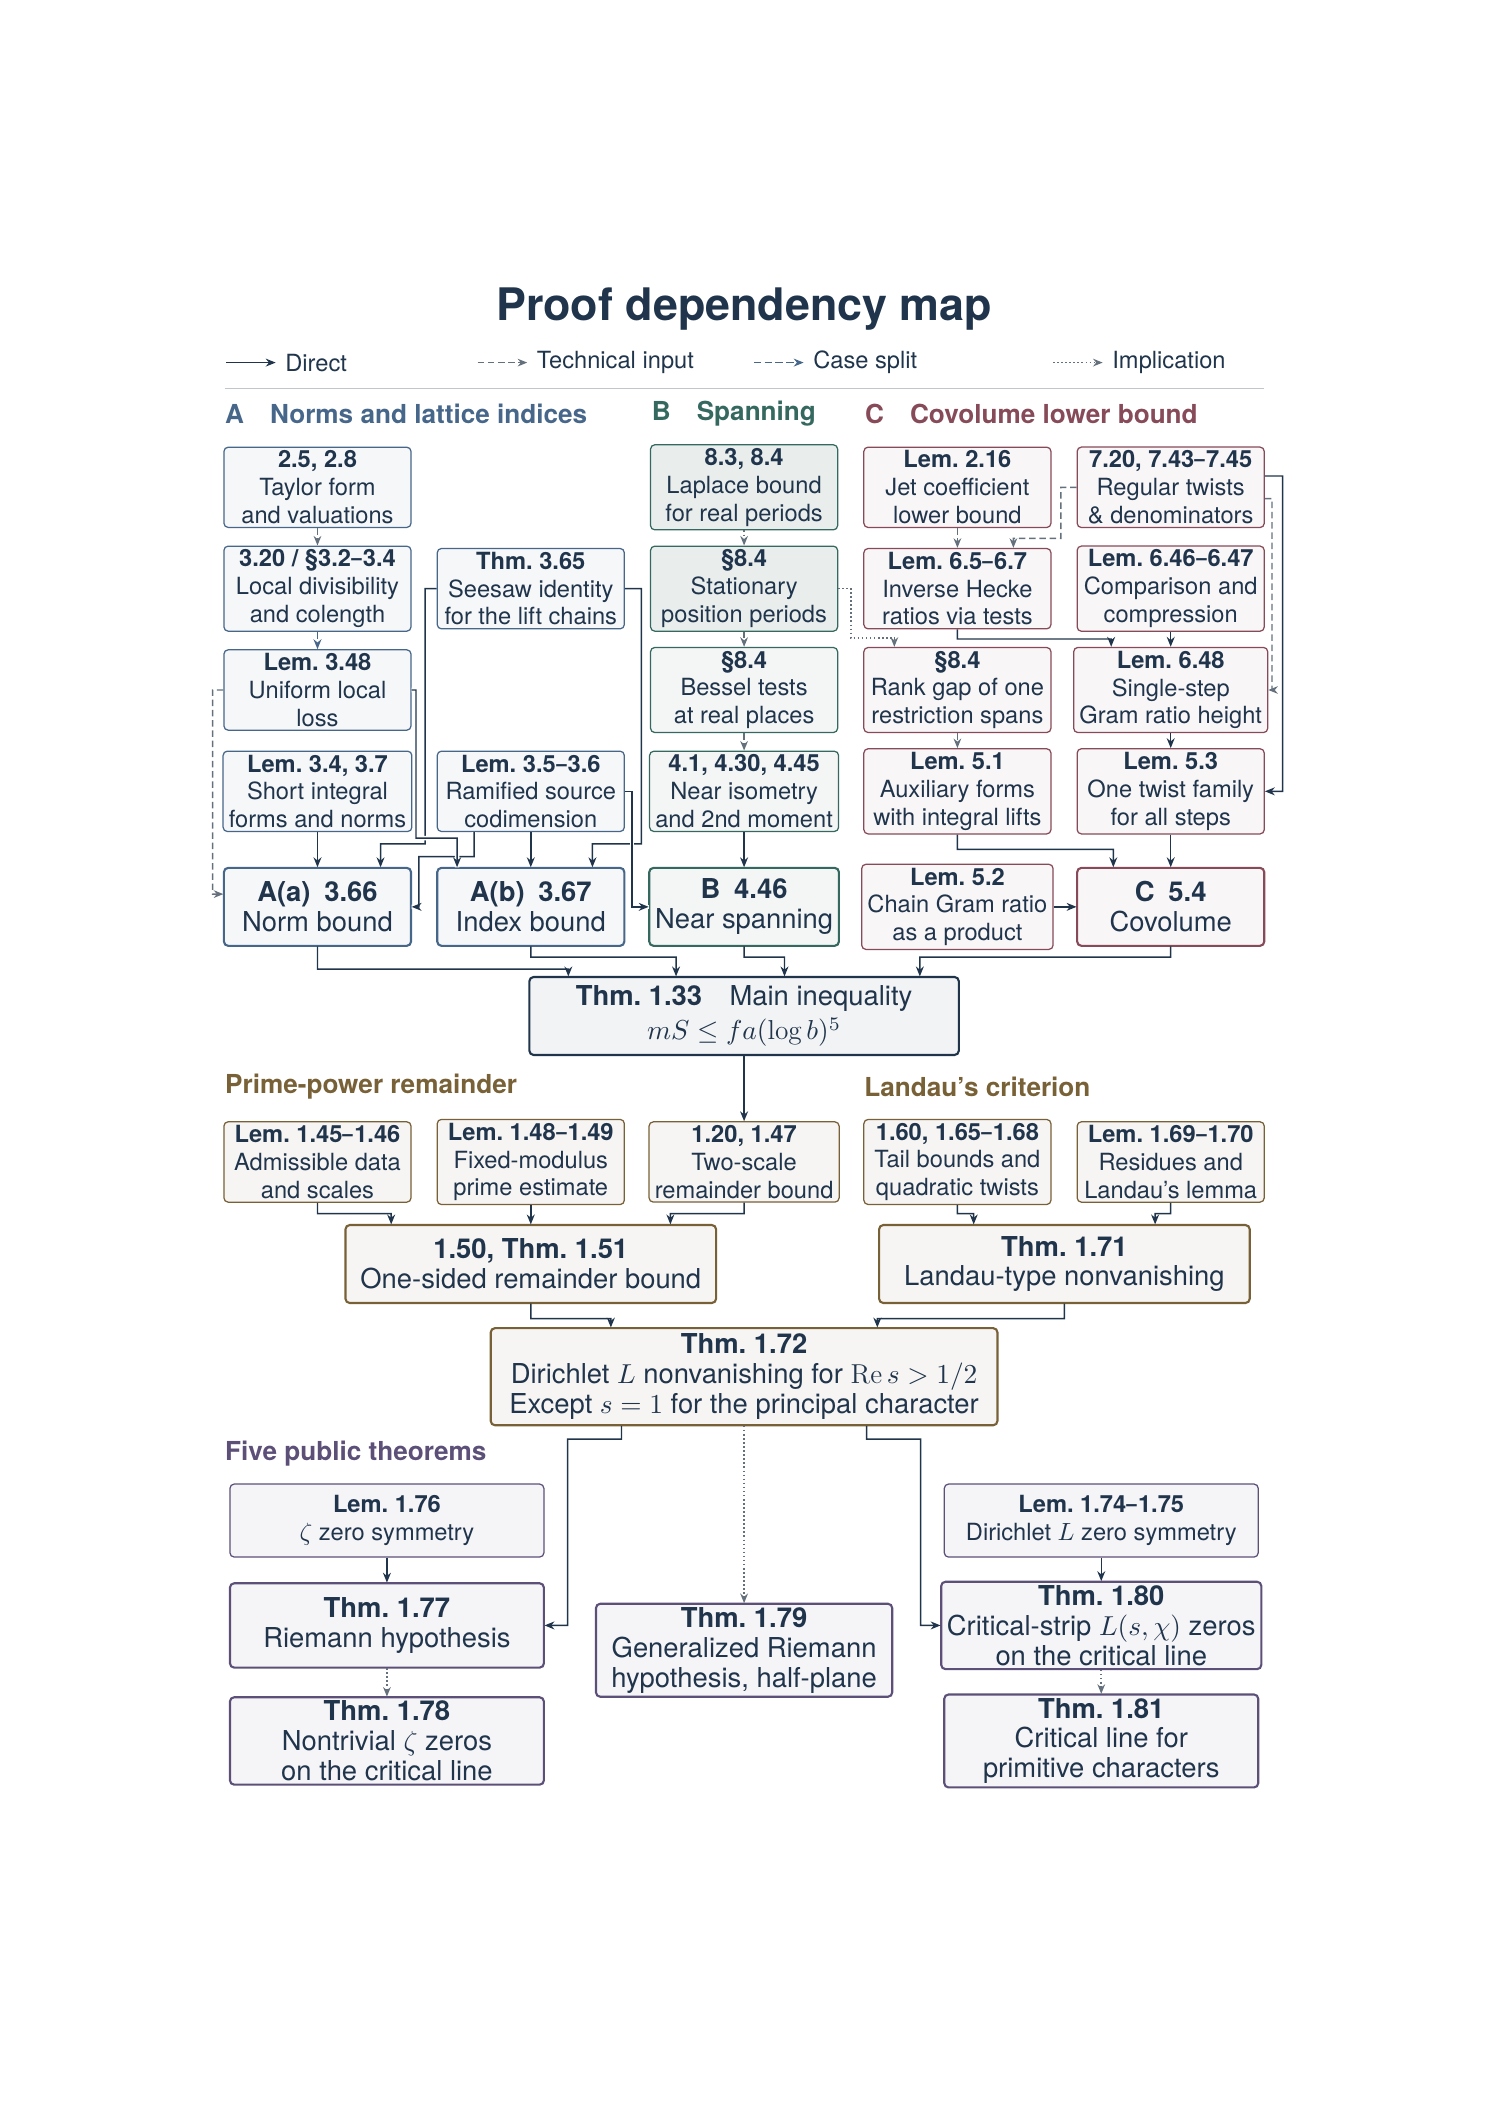 Proof dependency map
Direct
Technical input
Case split
Implication
A Norms and lattice indices
B Spanning
C Covolume lower bound
2.5, 2.8
Taylor form
and valuations
8.3, 8.4
Laplace bound
for real periods
Lem. 2.16
Jet coefficient
lower bound
7.20, 7.43–7.45
Regular twists
& denominators
3.20 / §3.2–3.4
Local divisibility
and colength
Thm. 3.65
Seesaw identity
for the lift chains
§8.4
Stationary
position periods
Lem. 6.5–6.7
Inverse Hecke
ratios via tests
Lem. 6.46–6.47
Comparison and
compression
Lem. 3.48
Uniform local
loss
§8.4
Bessel tests
at real places
§8.4
Rank gap of one
restriction spans
Lem. 6.48
Single-step
Gram ratio height
Lem. 3.4, 3.7
Short integral
forms and norms
Lem. 3.5–3.6
Ramified source
codimension
4.1, 4.30, 4.45
Near isometry
and 2nd moment
Lem. 5.1
Auxiliary forms
with integral lifts
Lem. 5.3
One twist family
for all steps
A(a) 3.66
Norm bound
A(b) 3.67
Index bound
B 4.46
Near spanning
Lem. 5.2
Chain Gram ratio
as a product
C 5.4
Covolume
Thm. 1.33 Main inequality
mS ≤ fa(log b)⁵
Prime-power remainder
Landau’s criterion
Lem. 1.45–1.46
Admissible data
and scales
Lem. 1.48–1.49
Fixed-modulus
prime estimate
1.20, 1.47
Two-scale
remainder bound
1.60, 1.65–1.68
Tail bounds and
quadratic twists
Lem. 1.69–1.70
Residues and
Landau’s lemma
1.50, Thm. 1.51
One-sided remainder bound
Thm. 1.71
Landau-type nonvanishing
Thm. 1.72
Dirichlet L nonvanishing for Re s > 1/2
Except s = 1 for the principal character
Five public theorems
Lem. 1.76
ζ zero symmetry
Lem. 1.74–1.75
Dirichlet L zero symmetry
Thm. 1.77
Riemann hypothesis
Thm. 1.79
Generalized Riemann
hypothesis, half-plane
Thm. 1.80
Critical-strip L(s, χ) zeros
on the critical line
Thm. 1.78
Nontrivial ζ zeros
on the critical line
Thm. 1.81
Critical line for
primitive characters